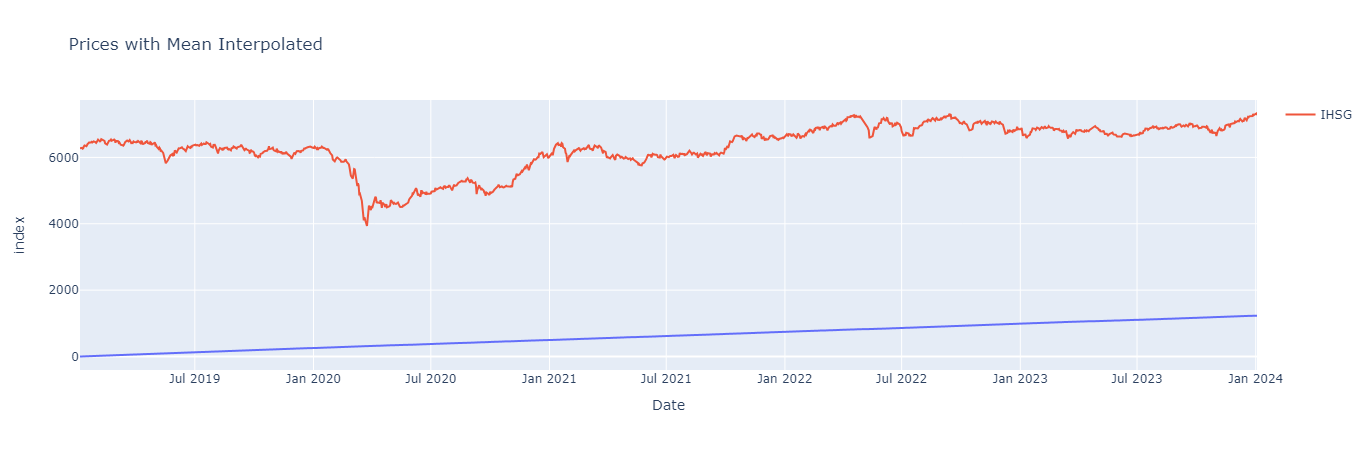 Prices with Mean Interpolated
IHSG
index
6000
4000
2000
0
Jul 2019
Jan 2020
Jul 2020
Jan 2021
Jul 2021
Jan 2022
Jul 2022
Jan 2023
Jul 2023
Jan 2024
Date